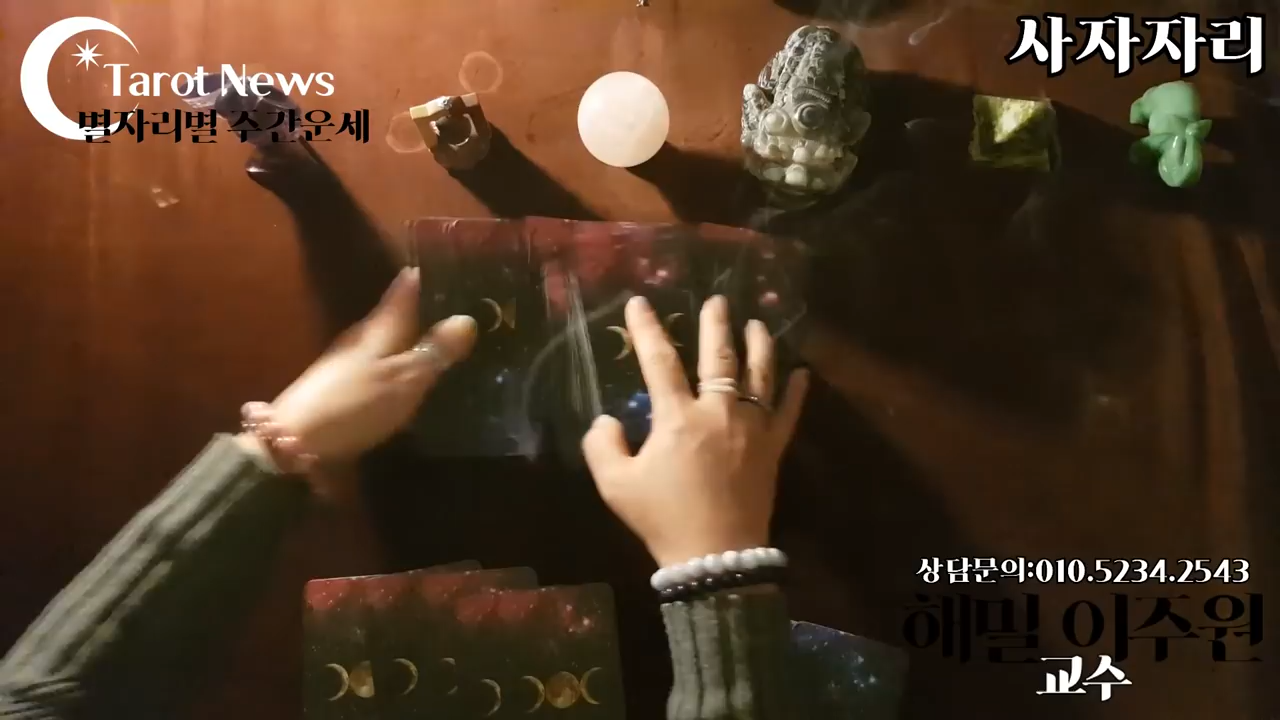 Tarot News
별자리별 주간운세
사자자리
상담문의:010.5234.2543
해밀 이주원
교수